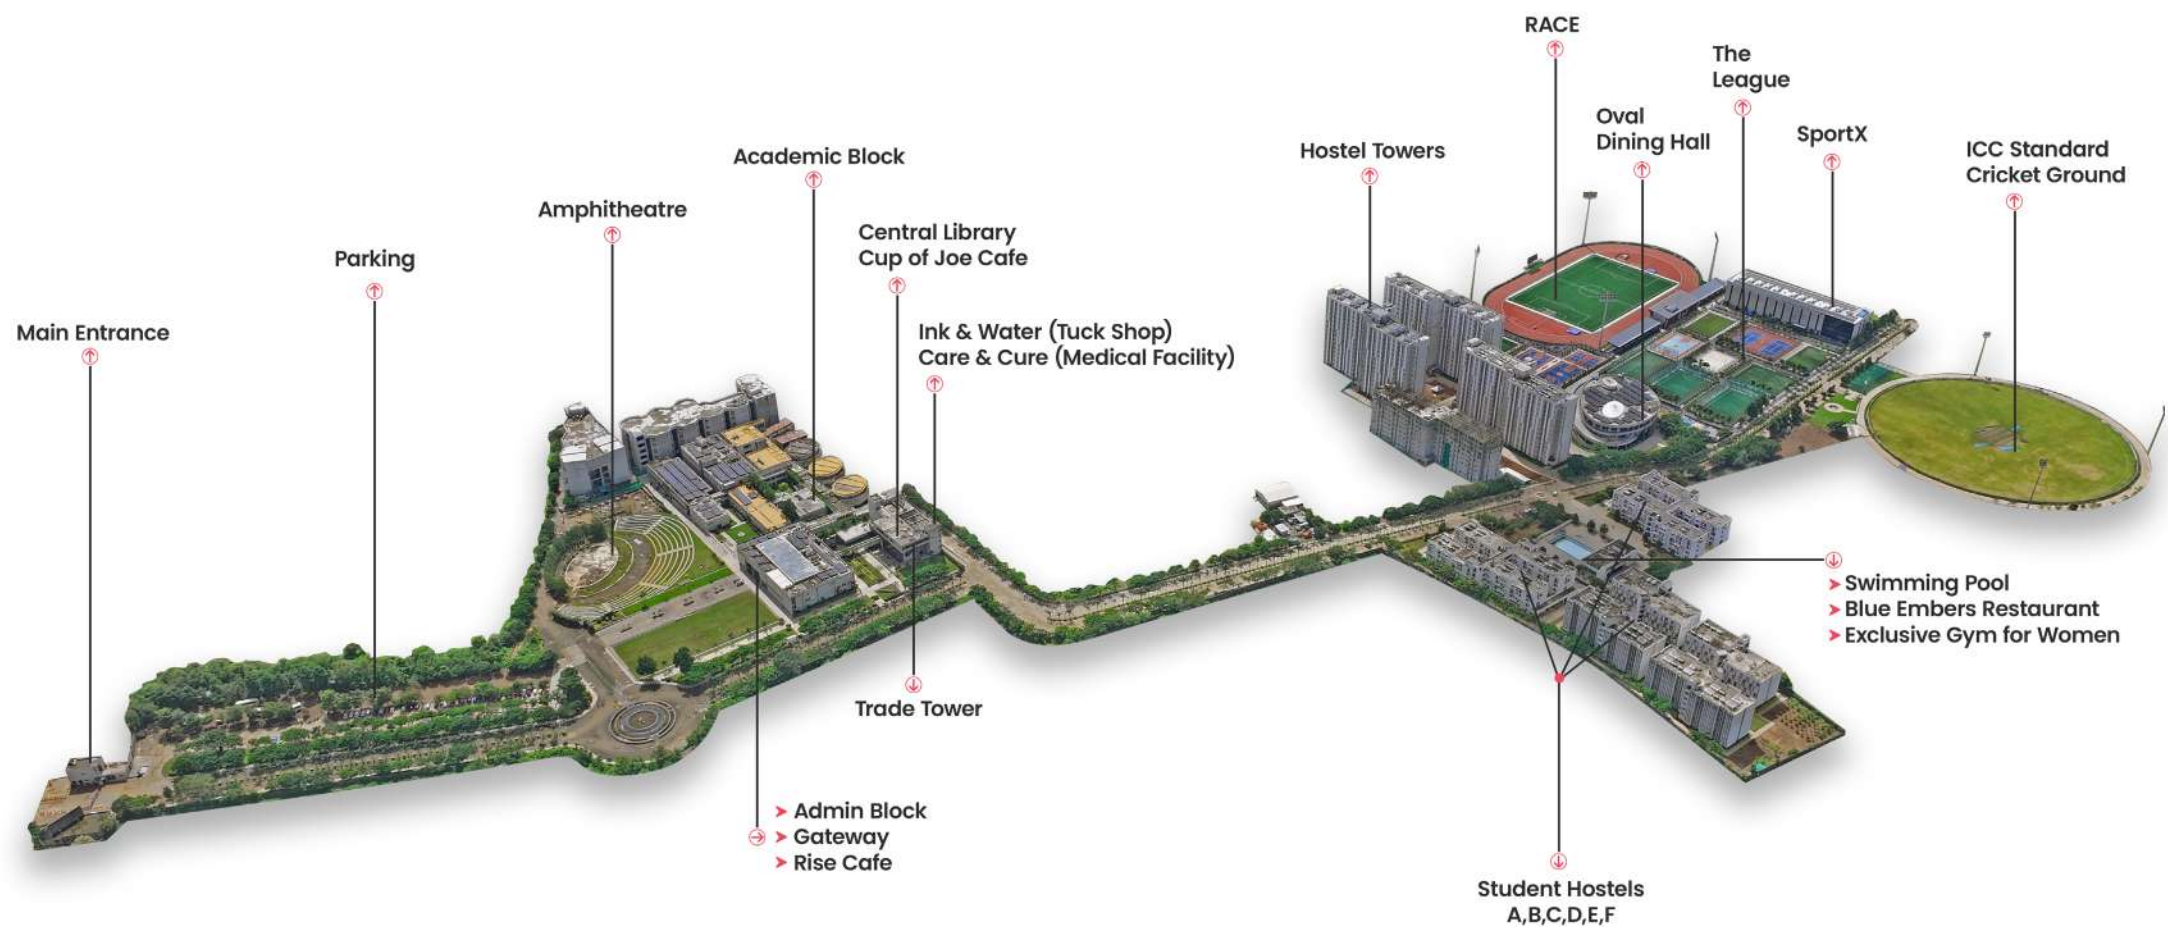 RACE
The
League
Oval
Dining Hall
SportX
Hostel Towers
ICC Standard
Cricket Ground
Academic Block
Amphitheatre
Central Library
Cup of Joe Cafe
Parking
Ink & Water (Tuck Shop)
Care & Cure (Medical Facility)
Main Entrance
Swimming Pool
Blue Embers Restaurant
Exclusive Gym for Women
Trade Tower
Admin Block
Gateway
Rise Cafe
Student Hostels
A,B,C,D,E,F